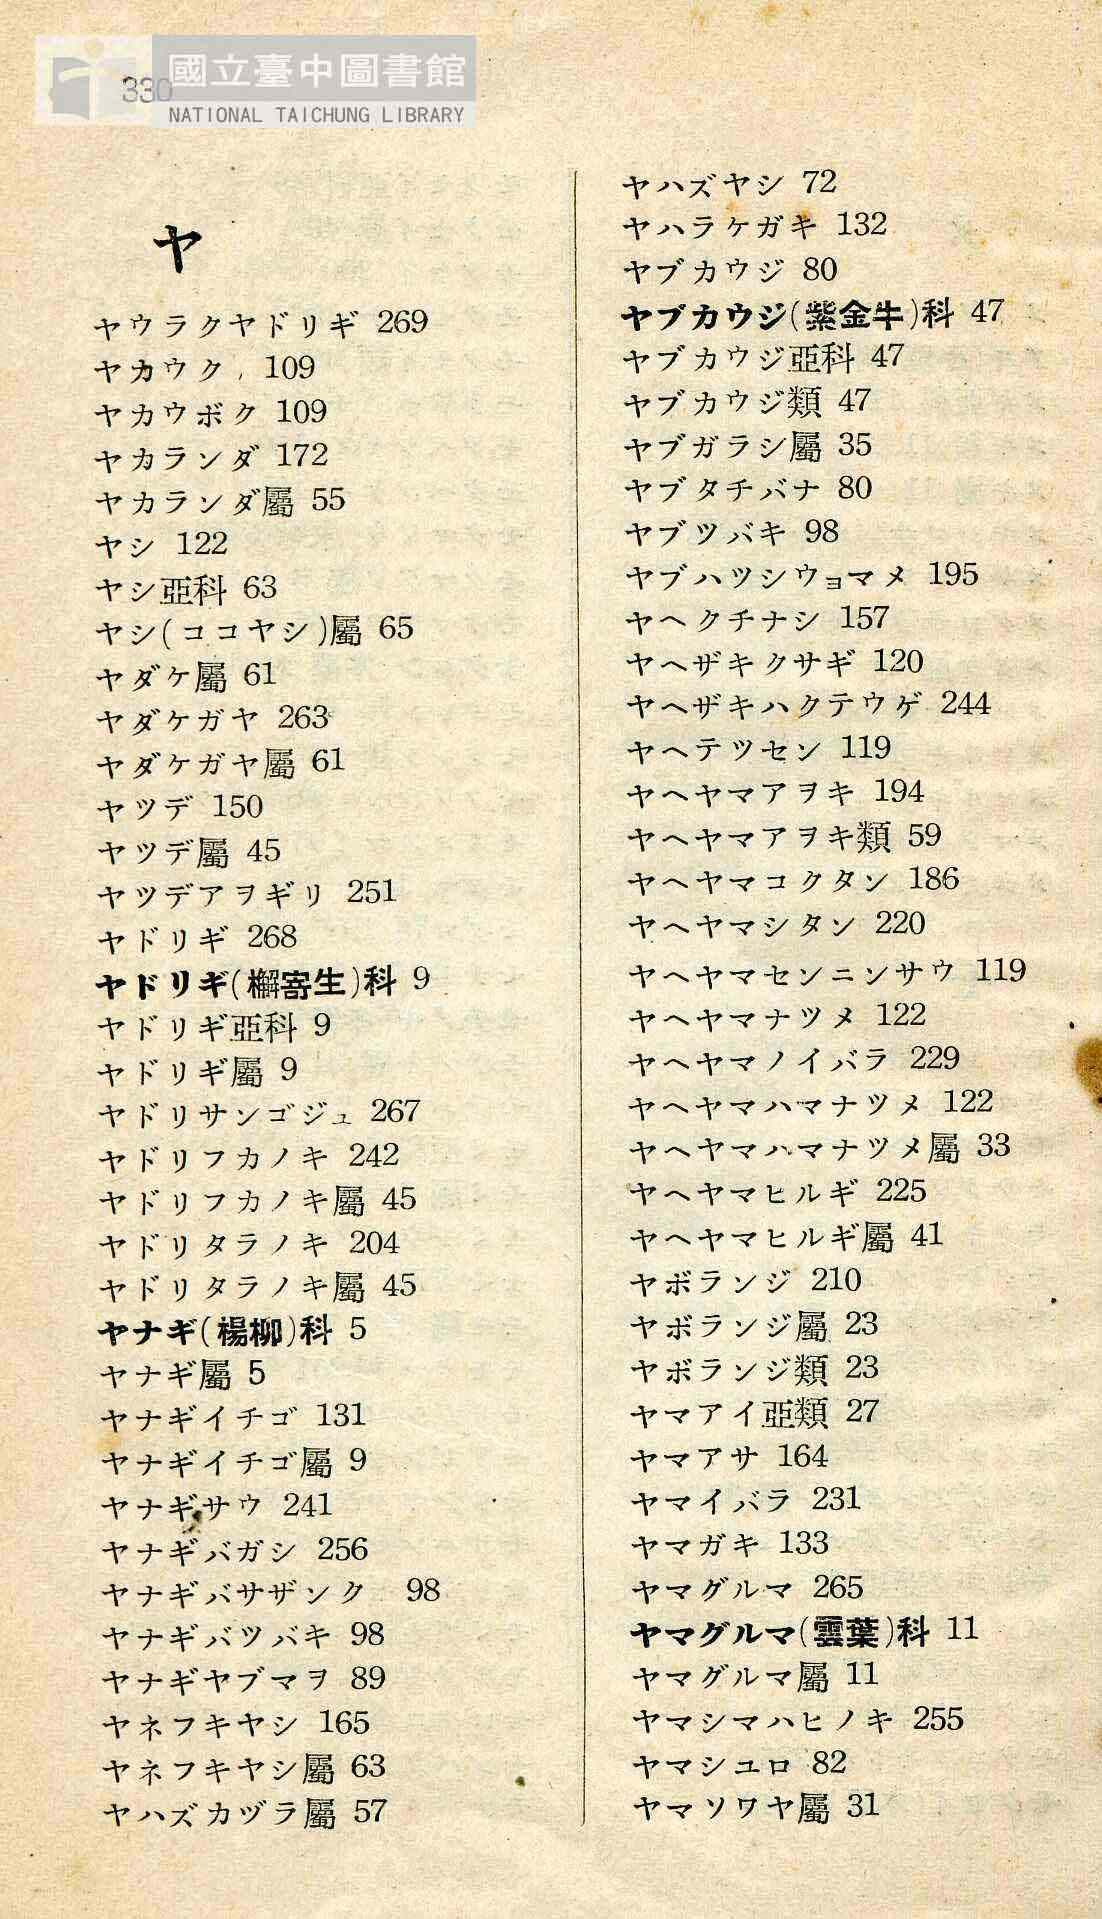 330
國立臺中圖書館
NATIONAL TAICHUNG LIBRARY
ヤ
ヤウラクヤドリギ 269
ヤカウク 109
ヤカウボク 109
ヤカランダ 172
ヤカランダ屬 55
ヤシ 122
ヤシ亞科 63
ヤシ(ココヤシ)屬 65
ヤダケ屬 61
ヤダケガヤ 263
ヤダケガヤ屬 61
ヤツデ 150
ヤツデ屬 45
ヤツデアヲギリ 251
ヤドリギ 268
ヤドリギ(檞寄生)科 9
ヤドリギ亞科 9
ヤドリギ屬 9
ヤドリサンゴジュ 267
ヤドリフカノキ 242
ヤドリフカノキ屬 45
ヤドリタラノキ 204
ヤドリタラノキ屬 45
ヤナギ(楊柳)科 5
ヤナギ屬 5
ヤナギイチゴ 131
ヤナギイチゴ屬 9
ヤナギサウ 241
ヤナギバガシ 256
ヤナギバサザンク 98
ヤナギバツバキ 98
ヤナギヤブマヲ 89
ヤネフキヤシ 165
ヤネフキヤシ屬 63
ヤハズカヅラ屬 57
ヤハズヤシ 72
ヤハラケガキ 132
ヤブカウジ 80
ヤブカウジ(紫金牛)科 47
ヤブカウジ亞科 47
ヤブカウジ類 47
ヤブガラシ屬 35
ヤブタチバナ 80
ヤブツバキ 98
ヤブハツシウョマメ 195
ヤヘクチナシ 157
ヤヘザキクサギ 120
ヤヘザキハクテウゲ 244
ヤヘテツセン 119
ヤヘヤマアヲキ 194
ヤヘヤマアヲキ類 59
ヤヘヤマコクタン 186
ヤヘヤマシタン 220
ヤヘヤマセンニンサウ 119
ヤヘヤマナツメ 122
ヤヘヤマノイバラ 229
ヤヘヤマハマナツメ 122
ヤヘヤマハマナツメ屬 33
ヤヘヤマヒルギ 225
ヤヘヤマヒルギ屬 41
ヤボランジ 210
ヤボランジ屬 23
ヤボランジ類 23
ヤマアイ亞類 27
ヤマアサ 164
ヤマイバラ 231
ヤマガキ 133
ヤマグルマ 265
ヤマグルマ(雲葉)科 11
ヤマグルマ屬 11
ヤマシマハヒノキ 255
ヤマシユロ 82
ヤマソワヤ屬 31